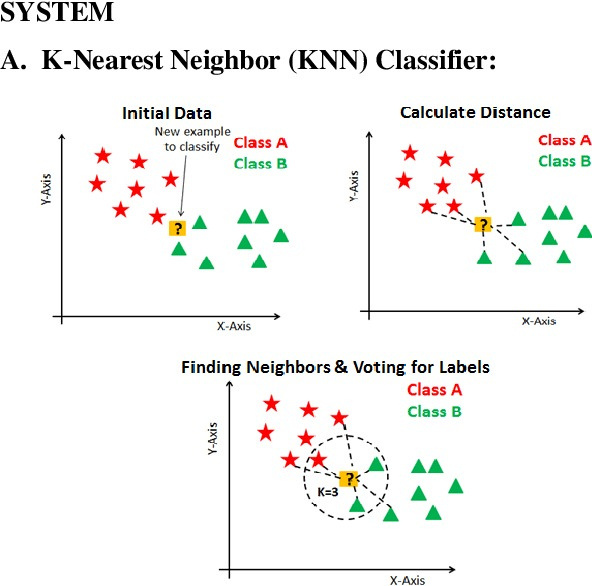 SYSTEM
A. K-Nearest Neighbor (KNN) Classifier:
Initial Data
New example
to classify
Class A
Class B
?
Y-Axis
X-Axis
Calculate Distance
Class A
Class B
?
Y-Axis
X-Axis
Finding Neighbors & Voting for Labels
Class A
Class B
?
K=3
Y-Axis
X-Axis